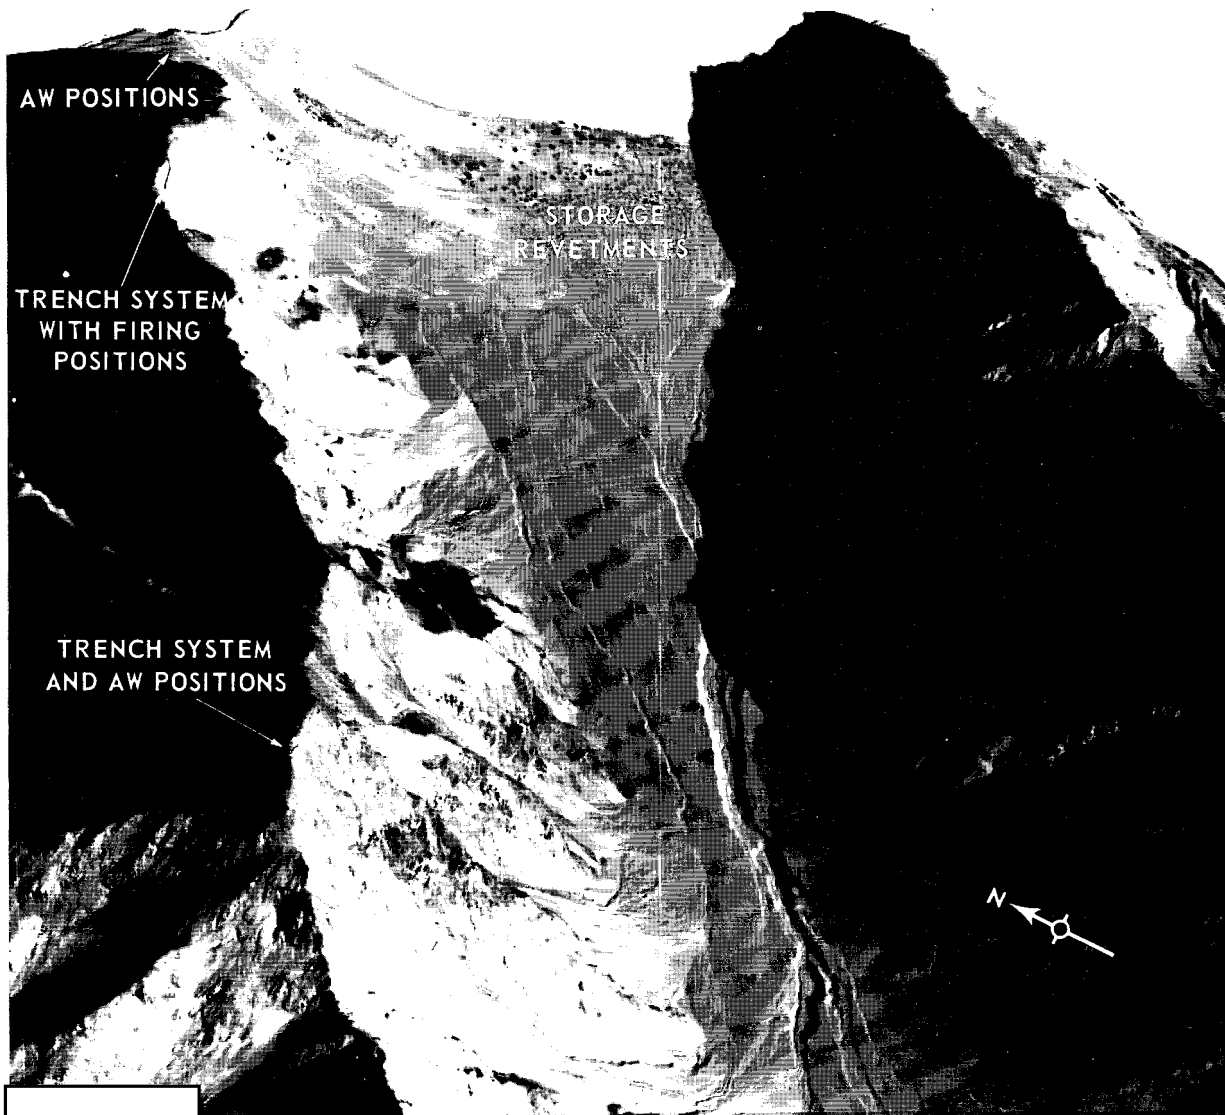 AW POSITIONS
STORAGE
REVETMENTS
TRENCH SYSTEM
WITH FIRING
POSITIONS
TRENCH SYSTEM
AND AW POSITIONS
N